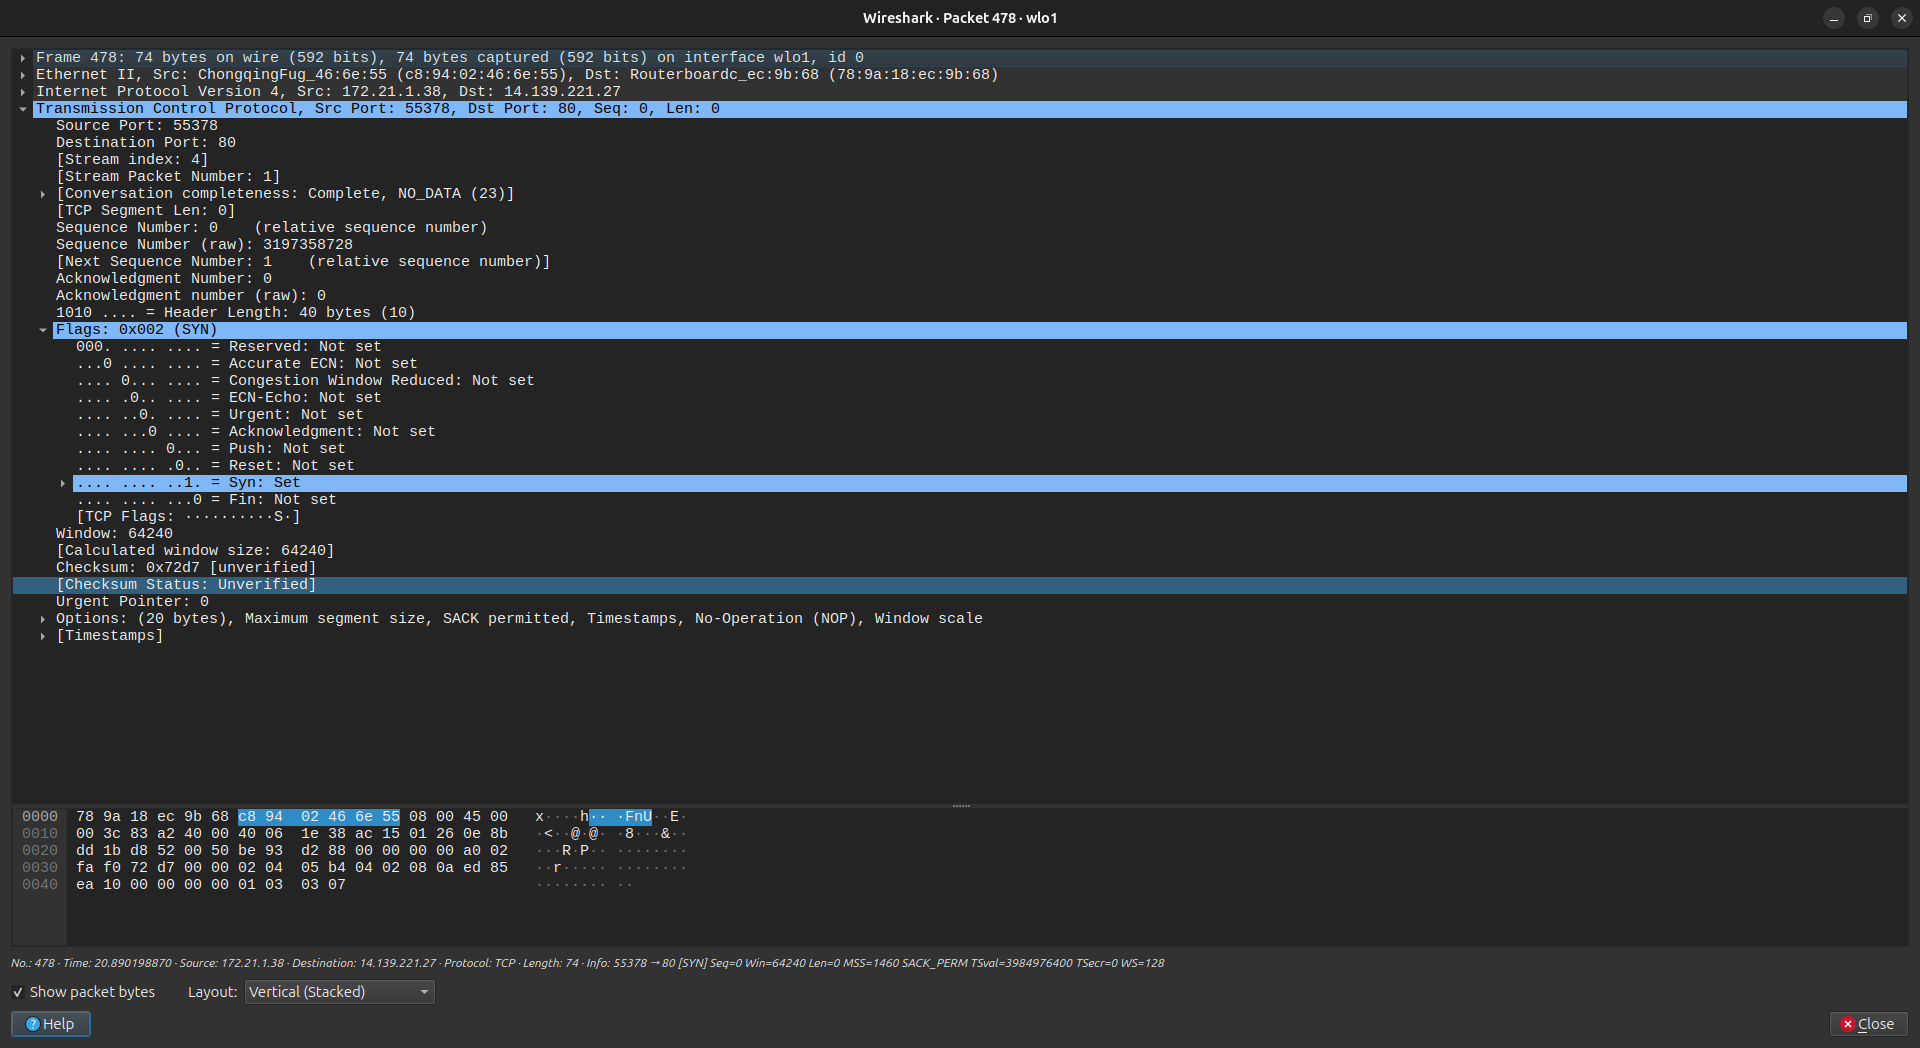 Wireshark · Packet 478 · wlo1
Frame 478: 74 bytes on wire (592 bits), 74 bytes captured (592 bits) on interface wlo1, id 0
Ethernet II, Src: ChongqingFug_46:6e:55 (c8:94:02:46:6e:55), Dst: Routerboardc_ec:9b:68 (78:9a:18:ec:9b:68)
Internet Protocol Version 4, Src: 172.21.1.38, Dst: 14.139.221.27
Transmission Control Protocol, Src Port: 55378, Dst Port: 80, Seq: 0, Len: 0
Source Port: 55378
Destination Port: 80
[Stream index: 4]
[Stream Packet Number: 1]
[Conversation completeness: Complete, NO_DATA (23)]
[TCP Segment Len: 0]
Sequence Number: 0    (relative sequence number)
Sequence Number (raw): 3197358728
[Next Sequence Number: 1    (relative sequence number)]
Acknowledgment Number: 0
Acknowledgment number (raw): 0
1010 .... = Header Length: 40 bytes (10)
Flags: 0x002 (SYN)
000. .... .... = Reserved: Not set
...0 .... .... = Accurate ECN: Not set
.... 0... .... = Congestion Window Reduced: Not set
.... .0.. .... = ECN-Echo: Not set
.... ..0. .... = Urgent: Not set
.... ...0 .... = Acknowledgment: Not set
.... .... 0... = Push: Not set
.... .... .0.. = Reset: Not set
.... .... ..1. = Syn: Set
.... .... ...0 = Fin: Not set
[TCP Flags: ··········S·]
Window: 64240
[Calculated window size: 64240]
Checksum: 0x72d7 [unverified]
[Checksum Status: Unverified]
Urgent Pointer: 0
Options: (20 bytes), Maximum segment size, SACK permitted, Timestamps, No-Operation (NOP), Window scale
[Timestamps]
0000 78 9a 18 ec 9b 68 c8 94 02 46 6e 55 08 00 45 00 x····h·· ·FnU··E·
0010 00 3c 83 a2 40 00 40 06 1e 38 ac 15 01 26 0e 8b ·<··@·@· ·8···&··
0020 dd 1b d8 52 00 50 be 93 d2 88 00 00 00 00 a0 02 ···R·P·· ········
0030 fa f0 72 d7 00 00 02 04 05 b4 04 02 08 0a ed 85 ··r····· ········
0040 ea 10 00 00 00 00 01 03 03 07 ········ ··
No.: 478 · Time: 20.890198870 · Source: 172.21.1.38 · Destination: 14.139.221.27 · Protocol: TCP · Length: 74 · Info: 55378 → 80 [SYN] Seq=0 Win=64240 Len=0 MSS=1460 SACK_PERM TSval=3984976400 TSecr=0 WS=128
Show packet bytes Layout: Vertical (Stacked)
Help Close